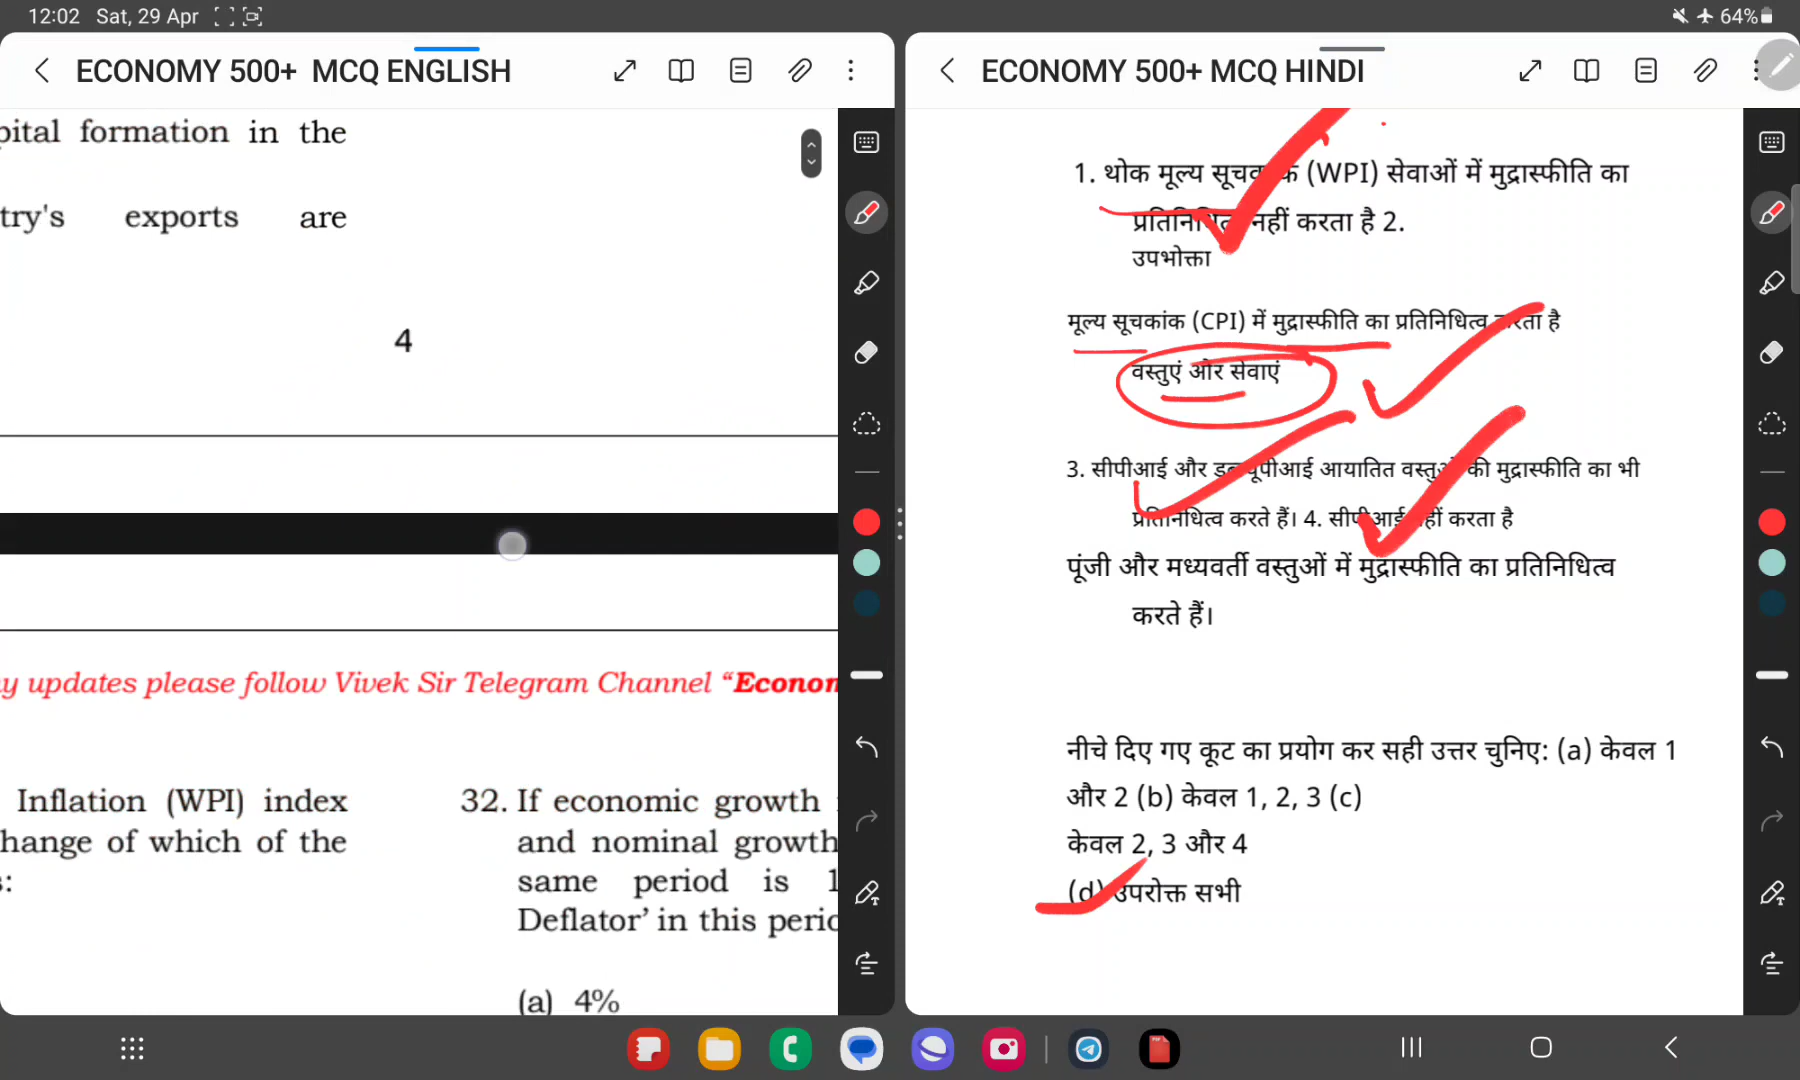 12:02 Sat, 29 Apr
64%
ECONOMY 500+ MCQ ENGLISH
pital formation in the
try's exports are
4
y updates please follow Vivek Sir Telegram Channel “Econom
Inflation (WPI) index
hange of which of the
s:
32. If economic growth
and nominal growth
same period is 1
Deflator’ in this perio
(a) 4%
ECONOMY 500+ MCQ HINDI
1. थोक मूल्य सूचकांक (WPI) सेवाओं में मुद्रास्फीति का
प्रतिनिधित्व नहीं करता है 2.
उपभोक्ता
मूल्य सूचकांक (CPI) में मुद्रास्फीति का प्रतिनिधित्व करता है
वस्तुएं और सेवाएं
3. सीपीआई और डब्ल्यूपीआई आयातित वस्तुओं की मुद्रास्फीति का भी
प्रतिनिधित्व करते हैं। 4. सीपीआई नहीं करता है
पूंजी और मध्यवर्ती वस्तुओं में मुद्रास्फीति का प्रतिनिधित्व
करते हैं।
नीचे दिए गए कूट का प्रयोग कर सही उत्तर चुनिए: (a) केवल 1
और 2 (b) केवल 1, 2, 3 (c)
केवल 2, 3 और 4
(d) उपरोक्त सभी